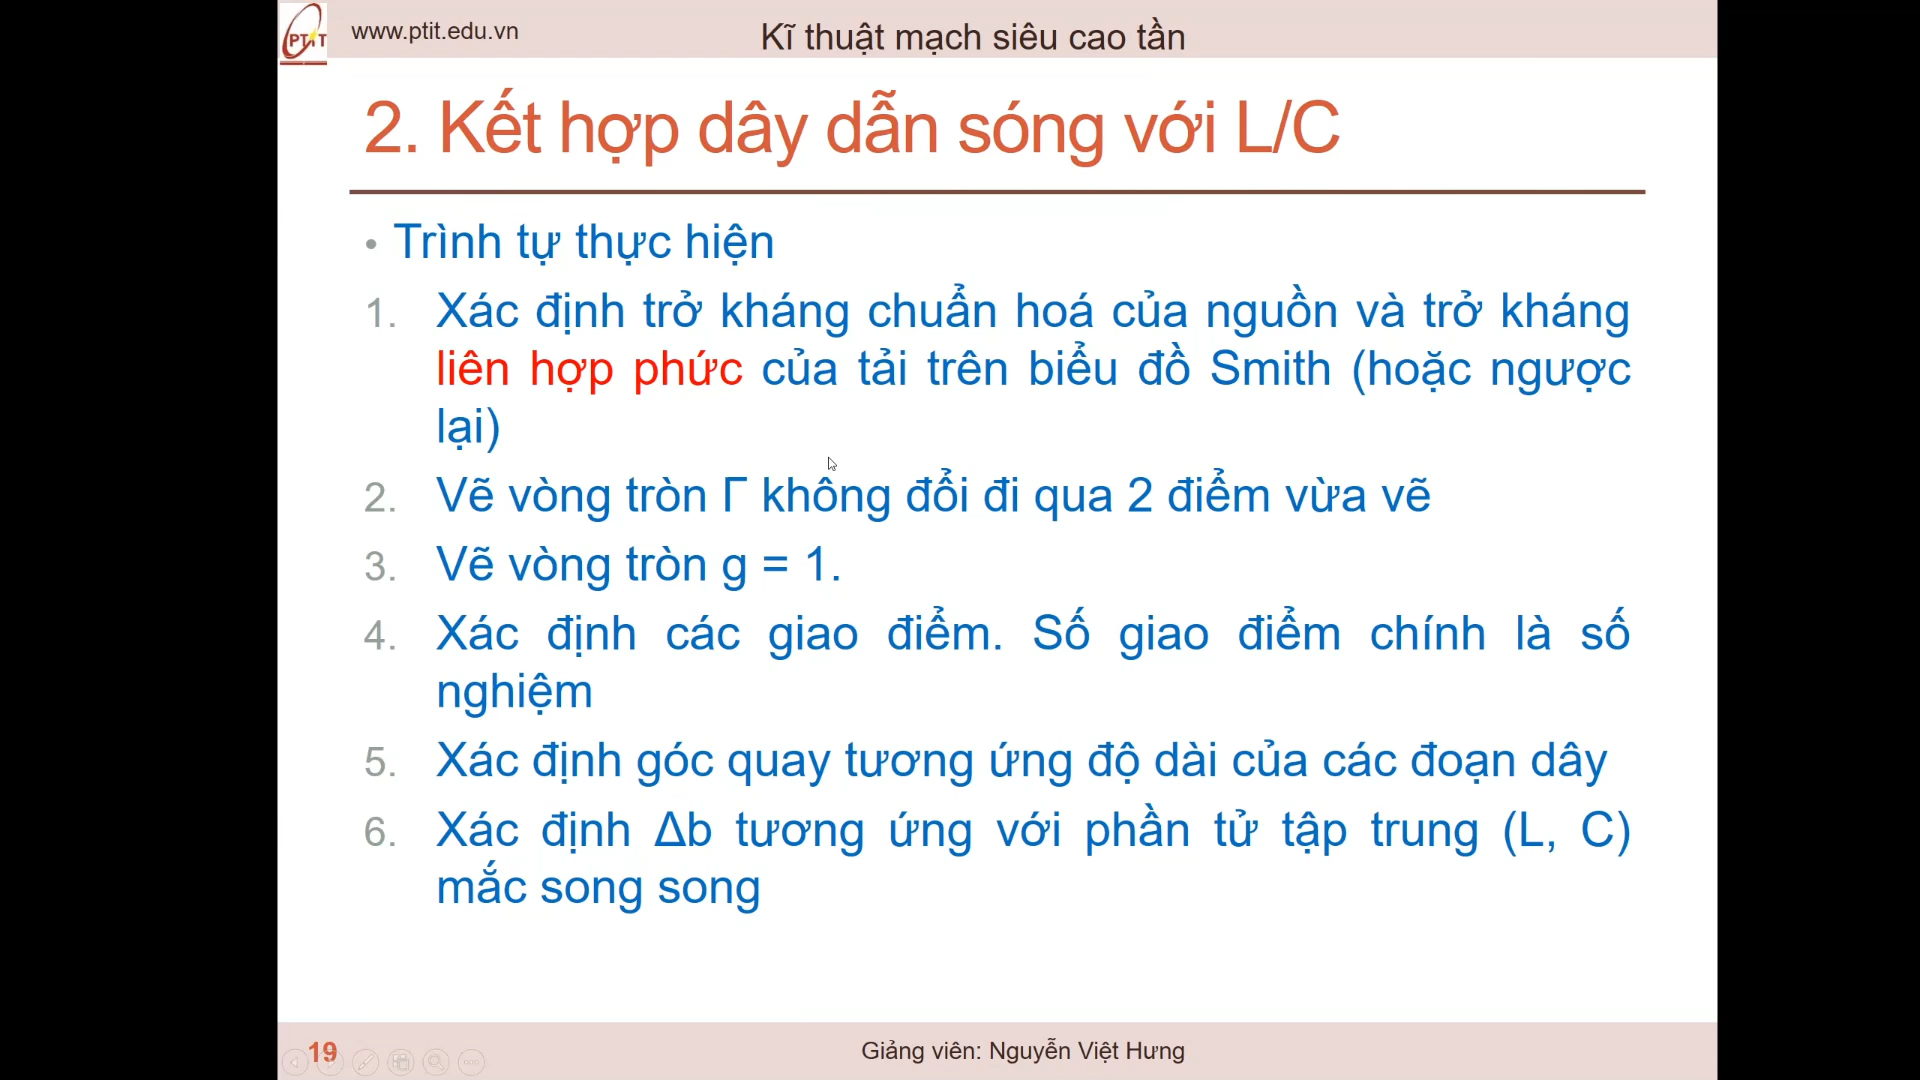 PTIT
www.ptit.edu.vn
Kĩ thuật mạch siêu cao tần
2. Kết hợp dây dẫn sóng với L/C
• Trình tự thực hiện
1. Xác định trở kháng chuẩn hoá của nguồn và trở kháng
liên hợp phức của tải trên biểu đồ Smith (hoặc ngược
lại)
2. Vẽ vòng tròn Γ không đổi đi qua 2 điểm vừa vẽ
3. Vẽ vòng tròn g = 1.
4. Xác định các giao điểm. Số giao điểm chính là số
nghiệm
5. Xác định góc quay tương ứng độ dài của các đoạn dây
6. Xác định Δb tương ứng với phần tử tập trung (L, C)
mắc song song
19
Giảng viên: Nguyễn Việt Hưng